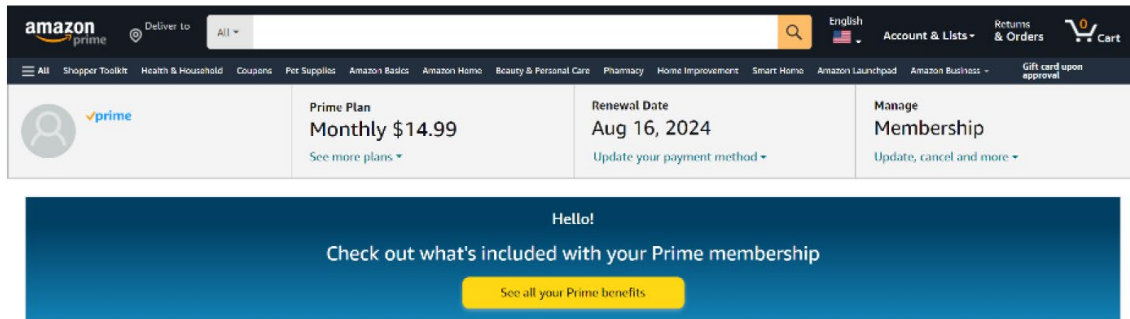 amazon prime
Deliver to
All
English
Account & Lists
Returns & Orders
0 Cart
All Shopper Toolkit Health & Household Coupons Pet Supplies Amazon Basics Amazon Home Beauty & Personal Care Pharmacy Home Improvement Smart Home Amazon Launchpad Amazon Business Gift card upon approval
prime
Prime Plan
Monthly $14.99
See more plans
Renewal Date
Aug 16, 2024
Update your payment method
Manage
Membership
Update, cancel and more
Hello!
Check out what's included with your Prime membership
See all your Prime benefits